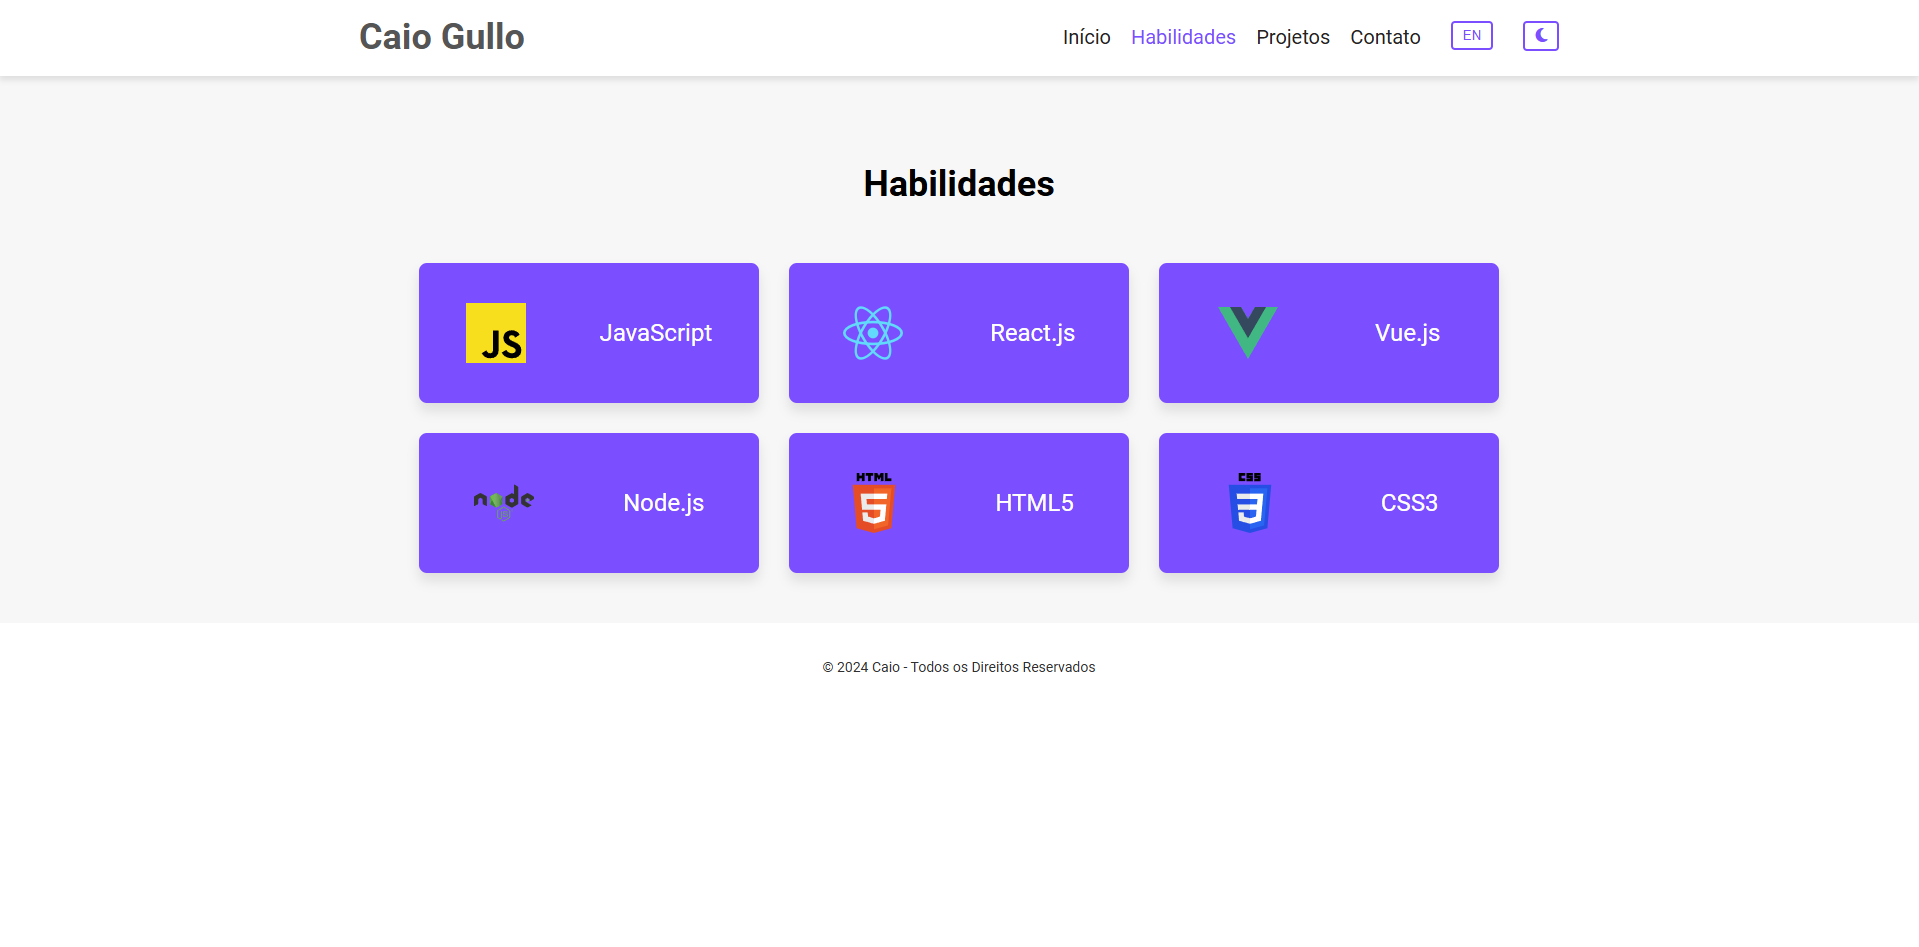 Caio Gullo
Início Habilidades Projetos Contato EN
Habilidades
JS JavaScript
React.js
Vue.js
node Node.js
HTML 5 HTML5
CSS 3 CSS3
© 2024 Caio - Todos os Direitos Reservados